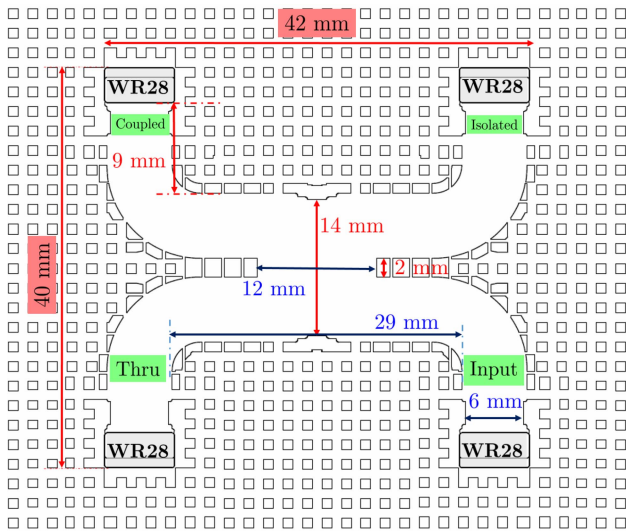 42 mm
WR28
WR28
Coupled
Isolated
9 mm
14 mm
40 mm
2 mm
12 mm
29 mm
Thru
Input
6 mm
WR28
WR28